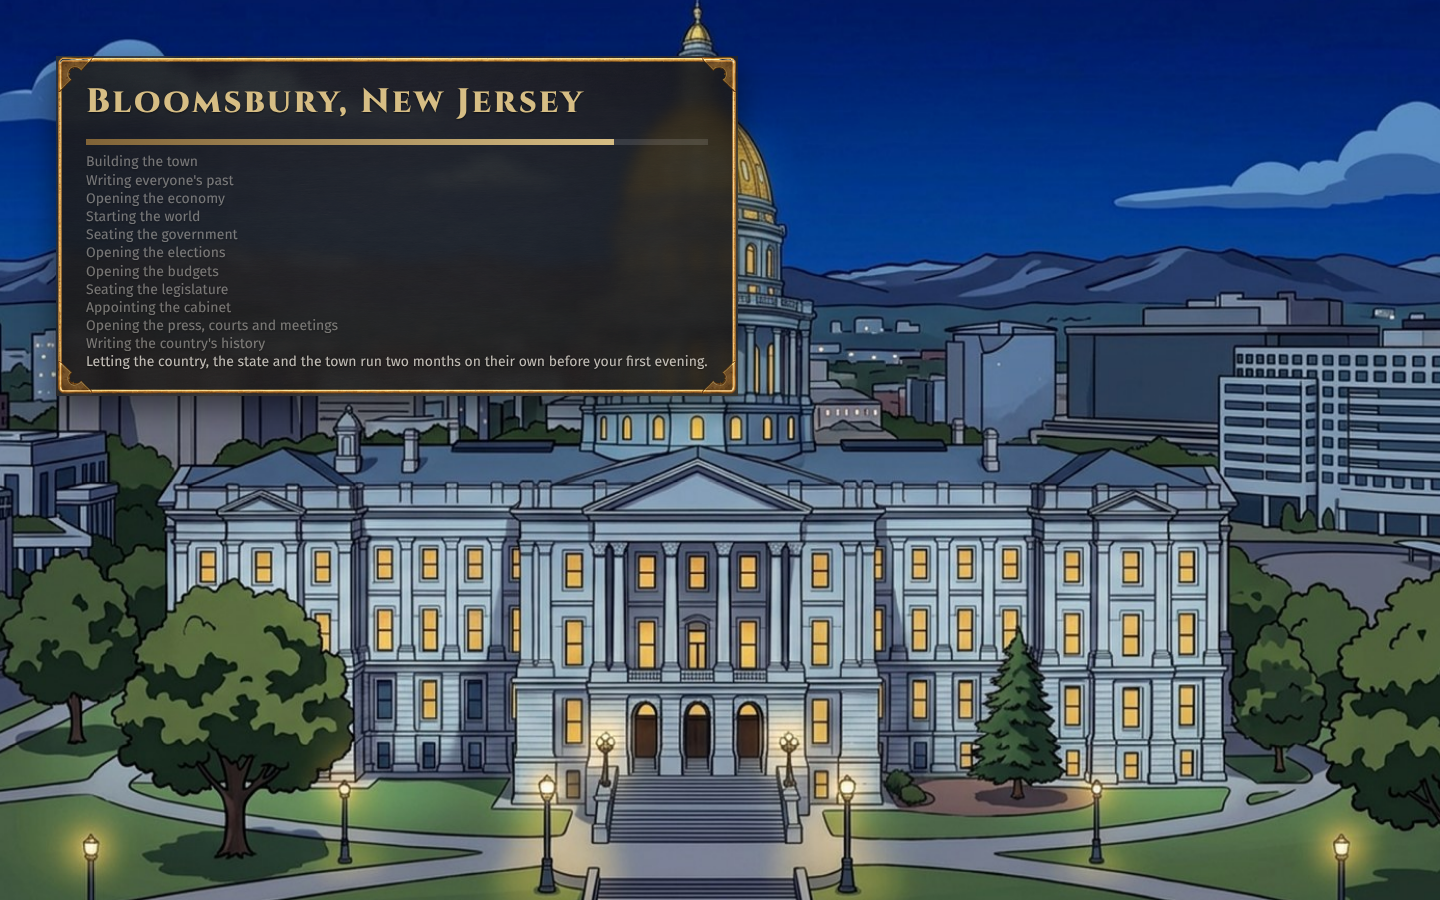 Bloomsbury, New Jersey
Building the town
Writing everyone's past
Opening the economy
Starting the world
Seating the government
Opening the elections
Opening the budgets
Seating the legislature
Appointing the cabinet
Opening the press, courts and meetings
Writing the country's history
Letting the country, the state and the town run two months on their own before your first evening.